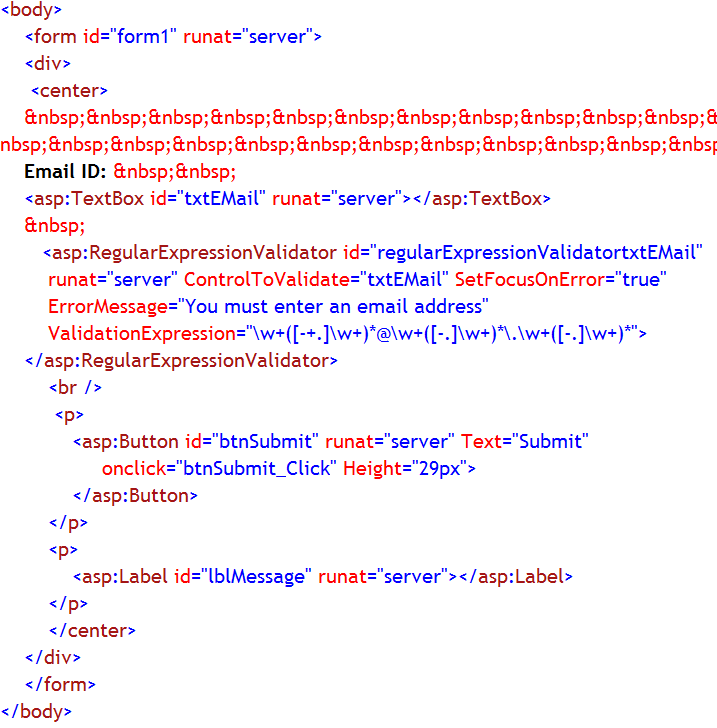 <body>
<form id="form1" runat="server">
<div>
<center>
&nbsp;&nbsp;&nbsp;&nbsp;&nbsp;&nbsp;&nbsp;&nbsp;&nbsp;&nbsp;&nbsp;&
nbsp;&nbsp;&nbsp;&nbsp;&nbsp;&nbsp;&nbsp;&nbsp;&nbsp;&nbsp;&nbsp;&nbsp
Email ID: &nbsp;&nbsp;
<asp:TextBox id="txtEMail" runat="server"></asp:TextBox>
&nbsp;
<asp:RegularExpressionValidator id="regularExpressionValidatortxtEMail"
runat="server" ControlToValidate="txtEMail" SetFocusOnError="true"
ErrorMessage="You must enter an email address"
ValidationExpression="\w+([-+.]\w+)*@\w+([-.]\w+)*\.\w+([-.]\w+)*">
</asp:RegularExpressionValidator>
<br />
<p>
<asp:Button id="btnSubmit" runat="server" Text="Submit"
onclick="btnSubmit_Click" Height="29px">
</asp:Button>
</p>
<p>
<asp:Label id="lblMessage" runat="server"></asp:Label>
</p>
</center>
</div>
</form>
</body>